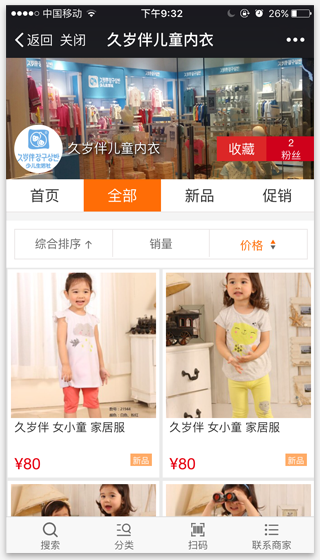 中国移动 下午9:32 26%
返回 关闭 久岁伴儿童内衣
久岁伴儿童内衣 收藏 2
粉丝
首页 全部 新品 促销
综合排序 销量 价格
久岁伴 女小童 家居服 久岁伴 女小童 家居服
¥80 新品 ¥80 新品
搜索 分类 扫码 联系商家